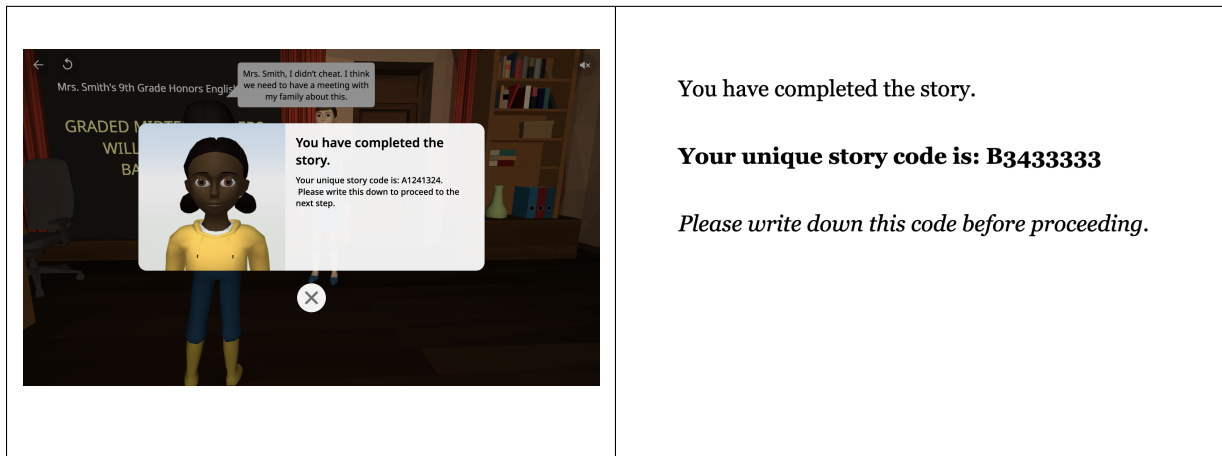 Mrs. Smith, I didn't cheat. I think
we need to have a meeting with
my family about this.
Mrs. Smith's 9th Grade Honors Englis
GRADED
WILL
BA
You have completed the
story.
Your unique story code is: A1241324.
Please write this down to proceed to the
next step.
You have completed the story.
Your unique story code is: B3433333
Please write down this code before proceeding.